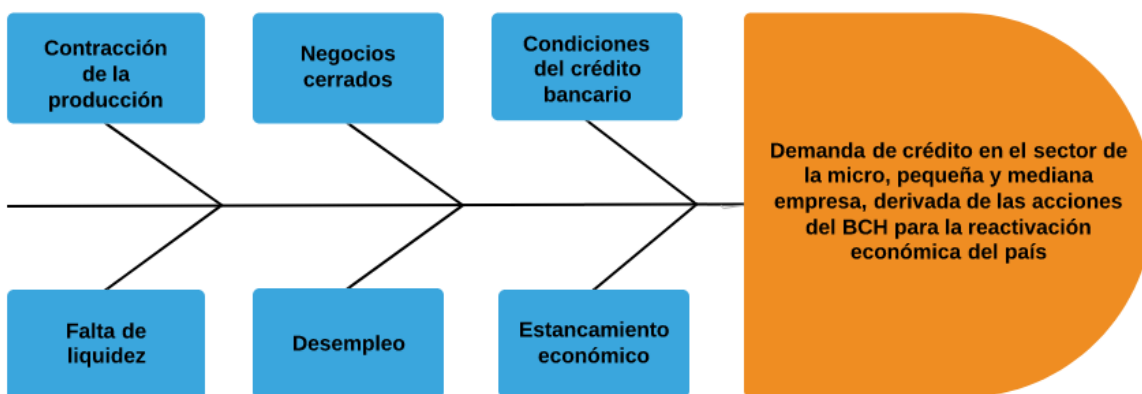 Contracción
de la
producción
Negocios
cerrados
Condiciones
del crédito
bancario
Demanda de crédito en el sector de
la micro, pequeña y mediana
empresa, derivada de las acciones
del BCH para la reactivación
económica del país
Falta de
liquidez
Desempleo
Estancamiento
económico